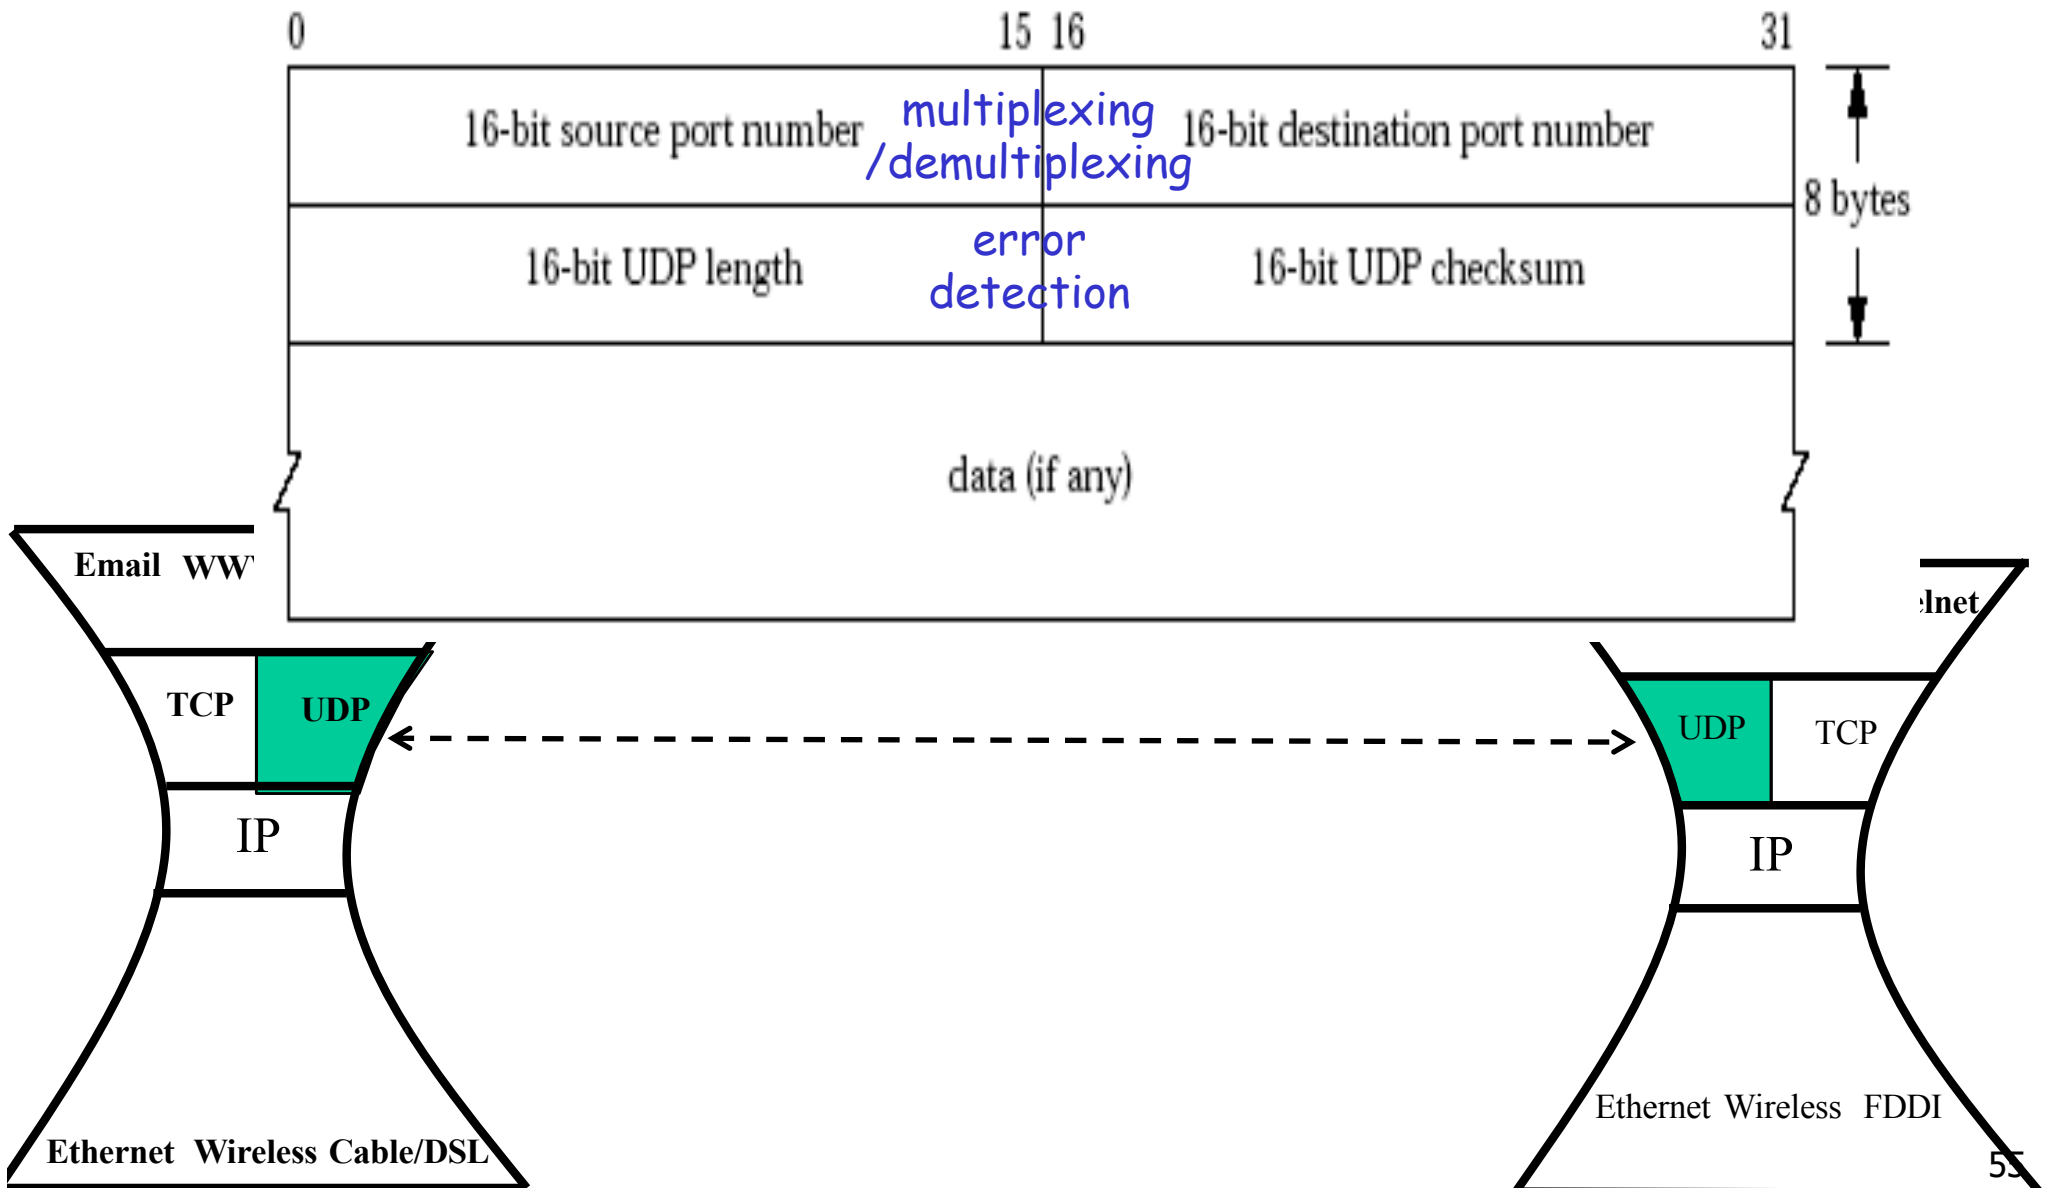 0 15 16 31
16-bit source port number multiplexing /demultiplexing 16-bit destination port number
8 bytes
16-bit UDP length error detection 16-bit UDP checksum
data (if any)
Email
TCP UDP
UDP TCP
IP
IP
Ethernet Wireless FDDI
Ethernet Wireless Cable/DSL
55